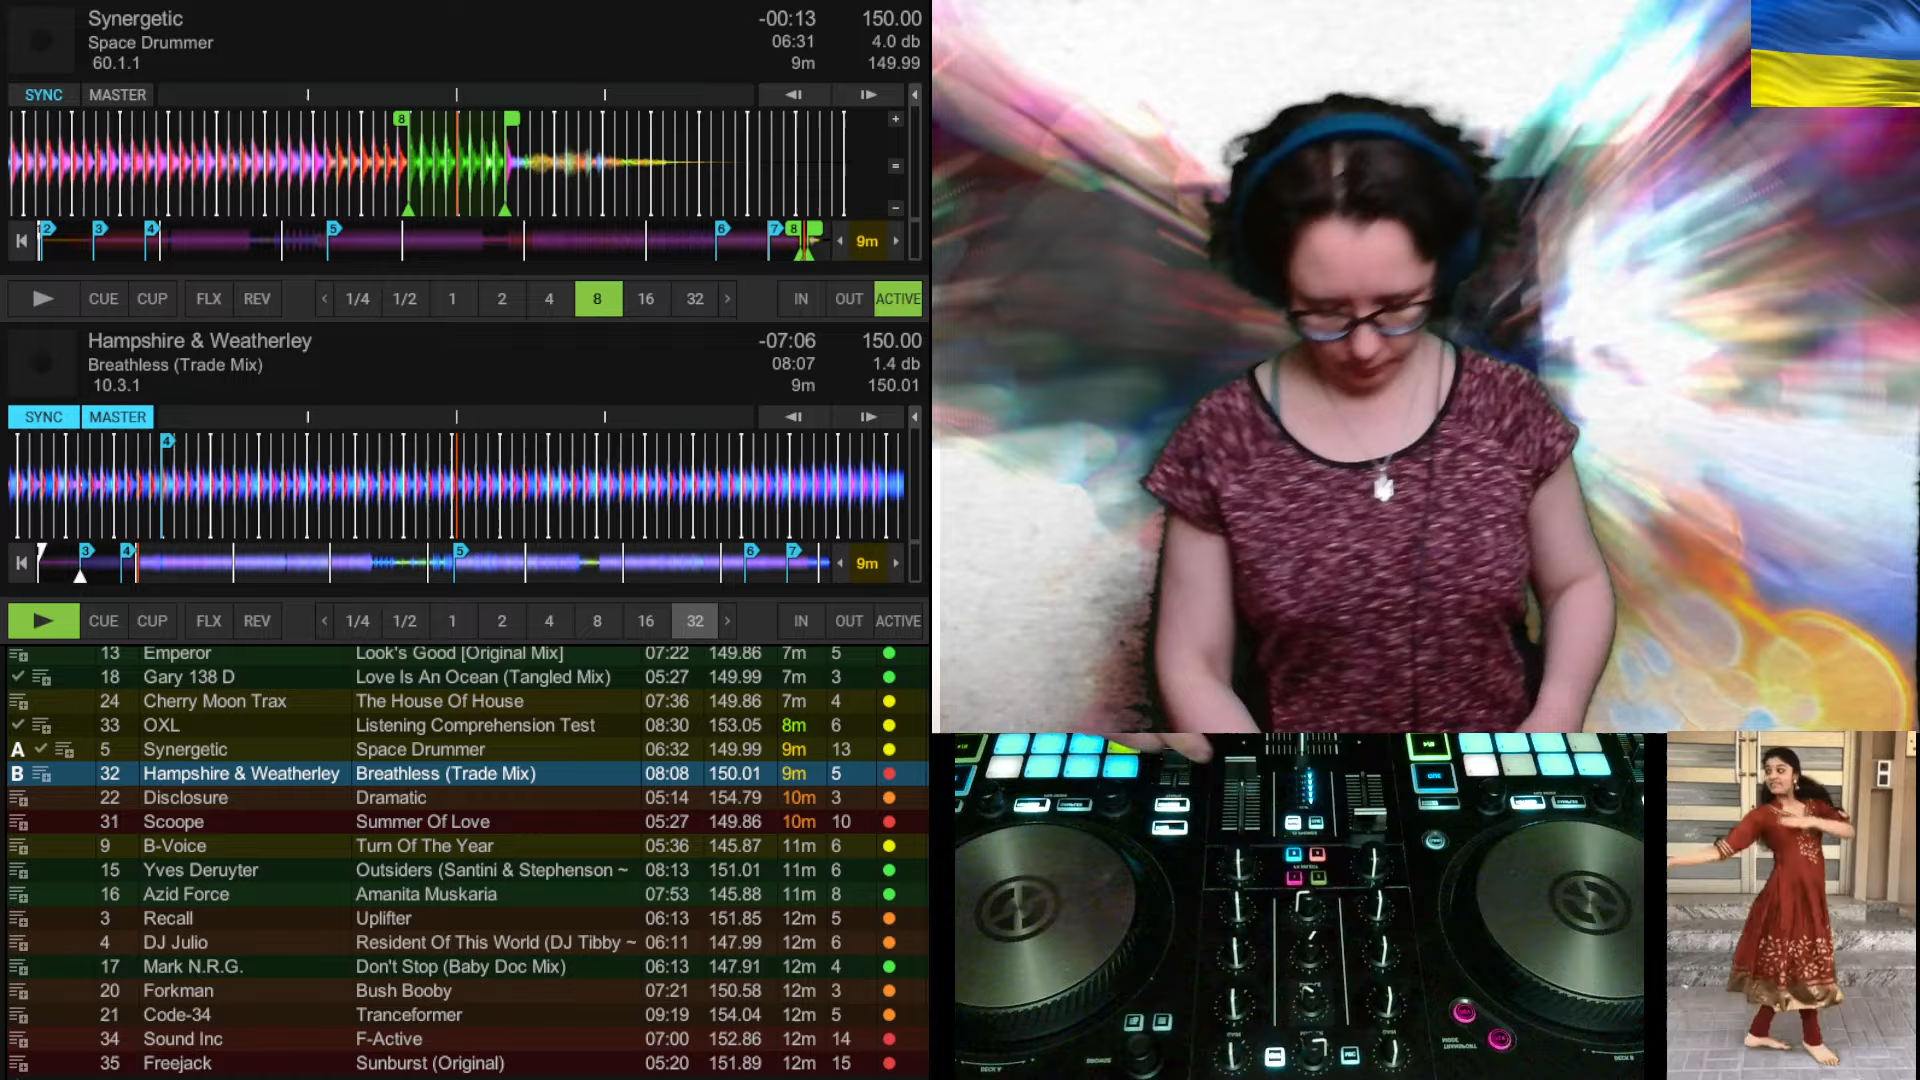 Synergetic -00:13 150.00
Space Drummer 06:31 4.0 db
60.1.1 9m 149.99
SYNC MASTER
8
2 3 4 5 6 7 8 9m
CUE CUP FLX REV 1/4 1/2 1 2 4 8 16 32 IN OUT ACTIVE
Hampshire & Weatherley -07:06 150.00
Breathless (Trade Mix) 08:07 1.4 db
10.3.1 9m 150.01
SYNC MASTER
4
3 4 5 6 7 9m
CUE CUP FLX REV 1/4 1/2 1 2 4 8 16 32 IN OUT ACTIVE
13 Emperor Look's Good [Original Mix] 07:22 149.86 7m 5
18 Gary 138 D Love Is An Ocean (Tangled Mix) 05:27 149.99 7m 3
24 Cherry Moon Trax The House Of House 07:36 149.86 7m 4
33 OXL Listening Comprehension Test 08:30 153.05 8m 6
A 5 Synergetic Space Drummer 06:32 149.99 9m 13
B 32 Hampshire & Weatherley Breathless (Trade Mix) 08:08 150.01 9m 5
22 Disclosure Dramatic 05:14 154.79 10m 3
31 Scoope Summer Of Love 05:27 149.86 10m 10
9 B-Voice Turn Of The Year 05:36 145.87 11m 6
15 Yves Deruyter Outsiders (Santini & Stephenson ~ 08:13 151.01 11m 6
16 Azid Force Amanita Muskaria 07:53 145.88 11m 8
3 Recall Uplifter 06:13 151.85 12m 5
4 DJ Julio Resident Of This World (DJ Tibby ~ 06:11 147.99 12m 6
17 Mark N.R.G. Don't Stop (Baby Doc Mix) 06:13 147.91 12m 4
20 Forkman Bush Booby 07:21 150.58 12m 3
21 Code-34 Tranceformer 09:19 154.04 12m 5
34 Sound Inc F-Active 07:00 152.86 12m 14
35 Freejack Sunburst (Original) 05:20 151.89 12m 15